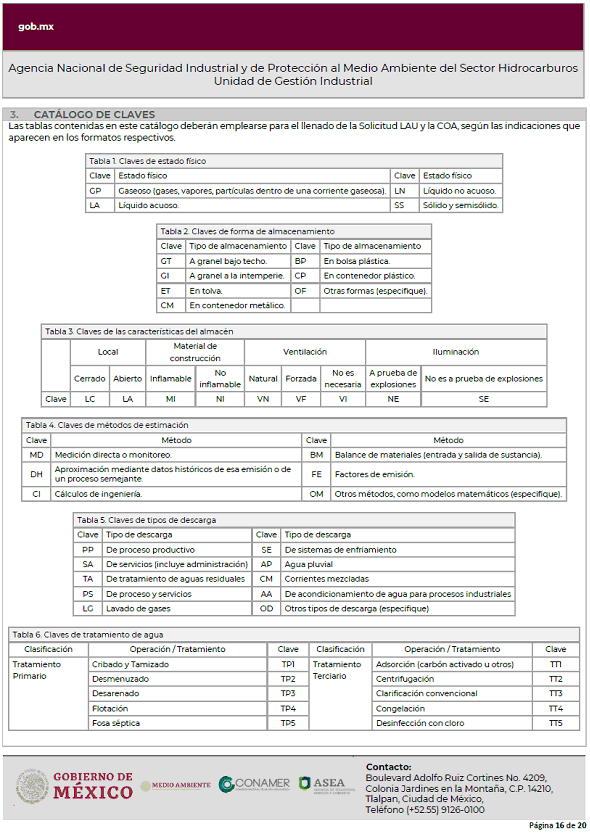 gob.mx
Agencia Nacional de Seguridad Industrial y de Protección al Medio Ambiente del Sector Hidrocarburos
Unidad de Gestión Industrial
3. CATÁLOGO DE CLAVES
Las tablas contenidas en este catálogo deberán emplearse para el llenado de la Solicitud LAU y la COA, según las indicaciones que
aparecen en los formatos respectivos.
Tabla 1. Claves de estado físico
Clave Estado físico Clave Estado físico
GP Gaseoso (gases, vapores, partículas dentro de una corriente gaseosa). LN Líquido no acuoso.
LA Líquido acuoso. SS Sólido y semisólido.
Tabla 2. Claves de forma de almacenamiento
Clave Tipo de almacenamiento Clave Tipo de almacenamiento
GT A granel bajo techo. BP En bolsa plástica.
GI A granel a la intemperie. CP En contenedor plástico.
ET En tolva. OF Otras formas (especifique).
CM En contenedor metálico.
Tabla 3. Claves de las características del almacén
Local Material de construcción Ventilación Iluminación
Cerrado Abierto Inflamable No inflamable Natural Forzada No es necesaria A prueba de explosiones No es a prueba de explosiones
Clave LC LA MI NI VN VF VI NE SE
Tabla 4. Claves de métodos de estimación
Clave Método Clave Método
MD Medición directa o monitoreo. BM Balance de materiales (entrada y salida de sustancia).
DH Aproximación mediante datos históricos de esa emisión o de un proceso semejante. FE Factores de emisión.
CI Cálculos de ingeniería. OM Otros métodos, como modelos matemáticos (especifique).
Tabla 5. Claves de tipos de descarga
Clave Tipo de descarga Clave Tipo de descarga
PP De proceso productivo SE De sistemas de enfriamiento
SA De servicios (incluye administración) AP Agua pluvial
TA De tratamiento de aguas residuales CM Corrientes mezcladas
PS De proceso y servicios AA De acondicionamiento de agua para procesos industriales
LG Lavado de gases OD Otros tipos de descarga (especifique)
Tabla 6. Claves de tratamiento de agua
Clasificación Operación / Tratamiento Clave Clasificación Operación / Tratamiento Clave
Tratamiento Primario Cribado y Tamizado TP1 Tratamiento Terciario Adsorción (carbón activado u otros) TT1
Desmenuzado TP2 Centrifugación TT2
Desarenado TP3 Clarificación convencional TT3
Flotación TP4 Congelación TT4
Fosa séptica TP5 Desinfección con cloro TT5
GOBIERNO DE
MÉXICO
MEDIO AMBIENTE
CONAMER
ASEA
Contacto:
Boulevard Adolfo Ruiz Cortines No. 4209,
Colonia Jardines en la Montaña, C.P. 14210,
Tlalpan, Ciudad de México,
Teléfono (+52.55) 9126-0100
Página 16 de 20